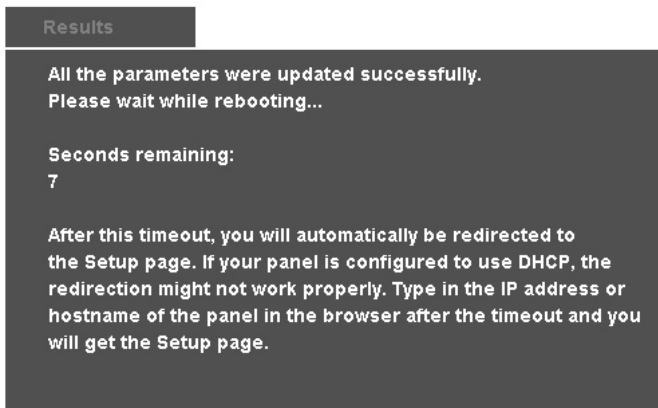 Results
All the parameters were updated successfully.
Please wait while rebooting...
Seconds remaining:
7
After this timeout, you will automatically be redirected to
the Setup page. If your panel is configured to use DHCP, the
redirection might not work properly. Type in the IP address or
hostname of the panel in the browser after the timeout and you
will get the Setup page.